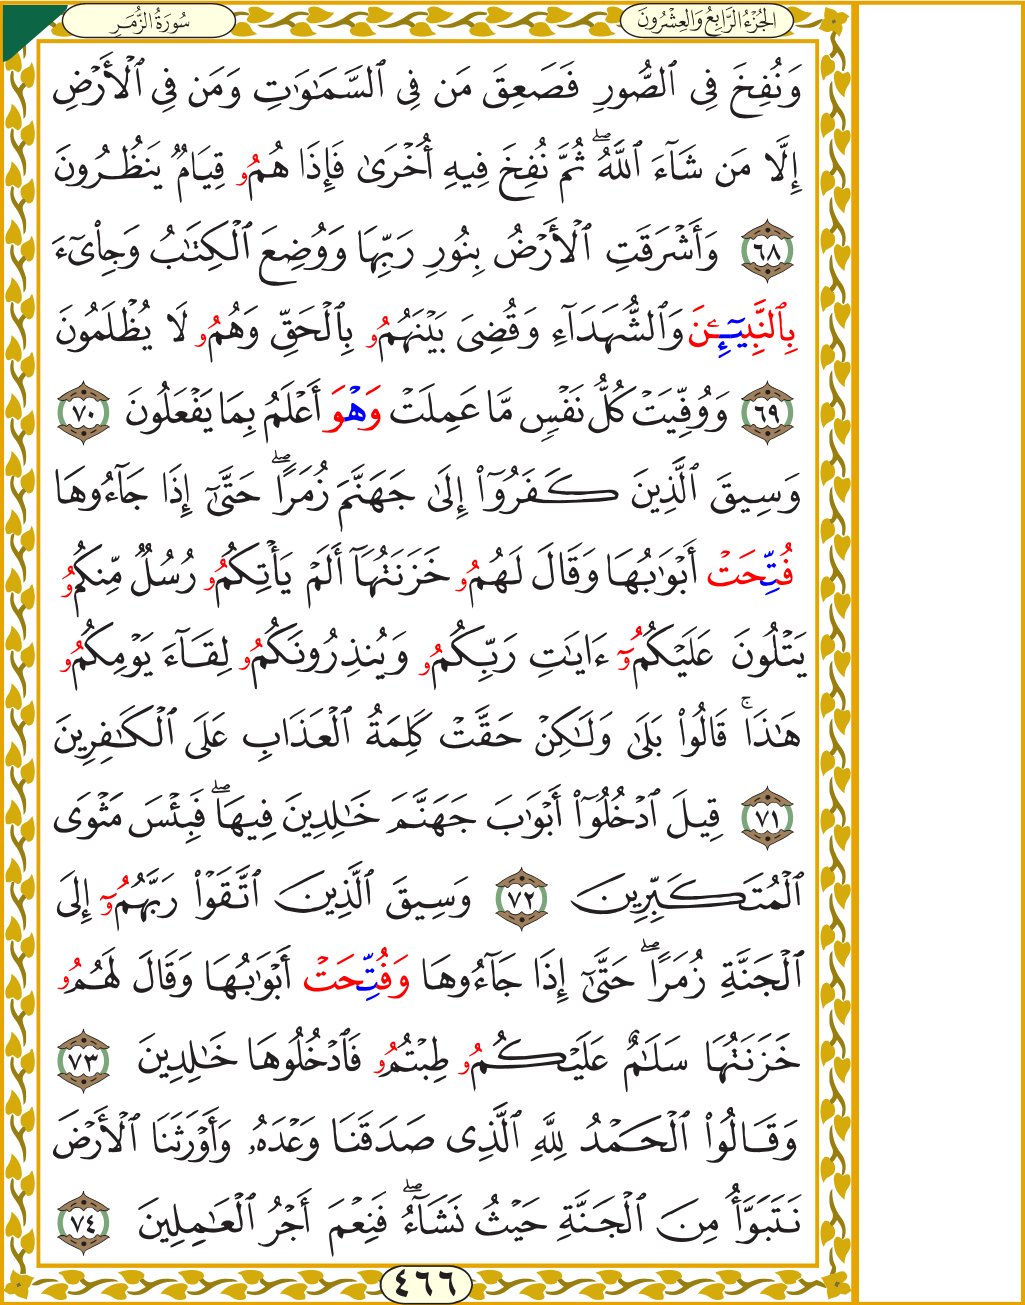 سُورَةُ الزُّمَرِ
الجُزْءُ الرَّابِعُ وَالعِشْرُونَ
وَنُفِخَ فِي ٱلصُّورِ فَصَعِقَ مَن فِي ٱلسَّمَٰوَٰتِ وَمَن فِي ٱلْأَرْضِ
إِلَّا مَن شَآءَ ٱللَّهُۖ ثُمَّ نُفِخَ فِيهِ أُخْرَىٰ فَإِذَا هُمُۥ قِيَامٌ يَنظُرُونَ
٦٨ وَأَشْرَقَتِ ٱلْأَرْضُ بِنُورِ رَبِّهَا وَوُضِعَ ٱلْكِتَٰبُ وَجِاْيٓءَ
بِٱلنَّبِيٓـِٕنَ وَٱلشُّهَدَآءِ وَقُضِيَ بَيْنَهُمُۥ بِٱلْحَقِّ وَهُمُۥ لَا يُظْلَمُونَ
٦٩ وَوُفِّيَتْ كُلُّ نَفْسٍ مَّا عَمِلَتْ وَهْوَ أَعْلَمُ بِمَا يَفْعَلُونَ ٧٠
وَسِيقَ ٱلَّذِينَ كَفَرُوٓاْ إِلَىٰ جَهَنَّمَ زُمَرًاۖ حَتَّىٰٓ إِذَا جَآءُوهَا
فُتِّحَتْ أَبْوَٰبُهَا وَقَالَ لَهُمُۥ خَزَنَتُهَآ أَلَمْ يَأْتِكُمُۥ رُسُلٌ مِّنكُمُۥ
يَتْلُونَ عَلَيْكُمُۥٓ ءَايَٰتِ رَبِّكُمُۥ وَيُنذِرُونَكُمُۥ لِقَآءَ يَوْمِكُمُۥ
هَٰذَاۚ قَالُواْ بَلَىٰ وَلَٰكِنْ حَقَّتْ كَلِمَةُ ٱلْعَذَابِ عَلَى ٱلْكَٰفِرِينَ
٧١ قِيلَ ٱدْخُلُوٓاْ أَبْوَٰبَ جَهَنَّمَ خَٰلِدِينَ فِيهَاۖ فَبِئْسَ مَثْوَى
ٱلْمُتَكَبِّرِينَ ٧٢ وَسِيقَ ٱلَّذِينَ ٱتَّقَوْاْ رَبَّهُمُۥٓ إِلَى
ٱلْجَنَّةِ زُمَرًاۖ حَتَّىٰٓ إِذَا جَآءُوهَا وَفُتِّحَتْ أَبْوَٰبُهَا وَقَالَ لَهُمُۥ
خَزَنَتُهَا سَلَٰمٌ عَلَيْكُمُۥ طِبْتُمُۥ فَٱدْخُلُوهَا خَٰلِدِينَ ٧٣
وَقَالُواْ ٱلْحَمْدُ لِلَّهِ ٱلَّذِي صَدَقَنَا وَعْدَهُۥ وَأَوْرَثَنَا ٱلْأَرْضَ
نَتَبَوَّأُ مِنَ ٱلْجَنَّةِ حَيْثُ نَشَآءُۖ فَنِعْمَ أَجْرُ ٱلْعَٰمِلِينَ ٧٤
٤٦٦